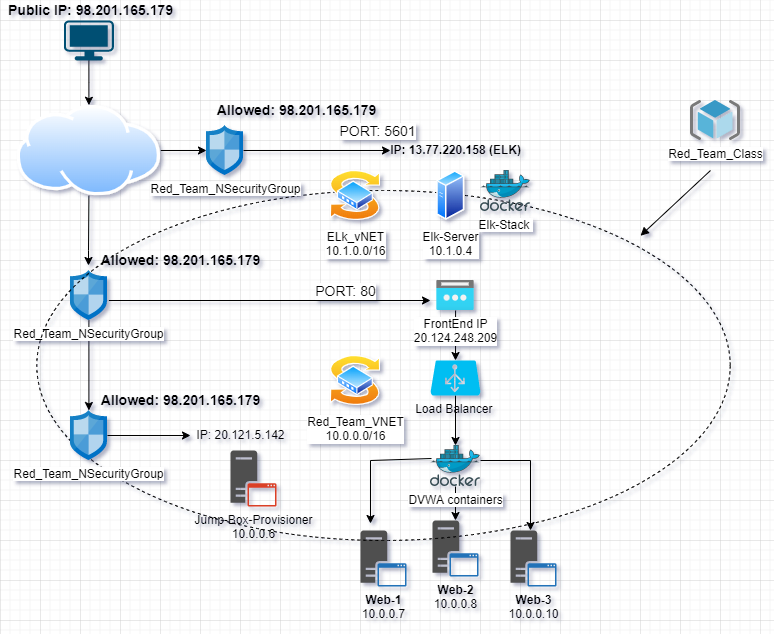 Public IP: 98.201.165.179
Allowed: 98.201.165.179
PORT: 5601
IP: 13.77.220.158 (ELK)
Red_Team_NSecurityGroup
Red_Team_Class
docker
Elk-Stack
ELk_vNET
10.1.0.0/16
Elk-Server
10.1.0.4
Allowed: 98.201.165.179
PORT: 80
Red_Team_NSecurityGroup
FrontEnd IP
20.124.248.209
Allowed: 98.201.165.179
Load Balancer
Red_Team_VNET
10.0.0.0/16
IP: 20.121.5.142
Red_Team_NSecurityGroup
docker
DVWA containers
Jump-Box-Provisioner
10.0.0.6
Web-1
10.0.0.7
Web-2
10.0.0.8
Web-3
10.0.0.10